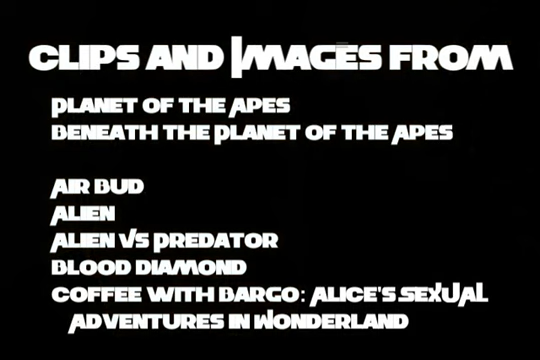 CLIPS AND IMAGES FROM
PLANET OF THE APES
BENEATH THE PLANET OF THE APES
AIR BUD
ALIEN
ALIEN VS PREDATOR
BLOOD DIAMOND
COFFEE WITH BARGO: ALICE'S SEXUAL
ADVENTURES IN WONDERLAND